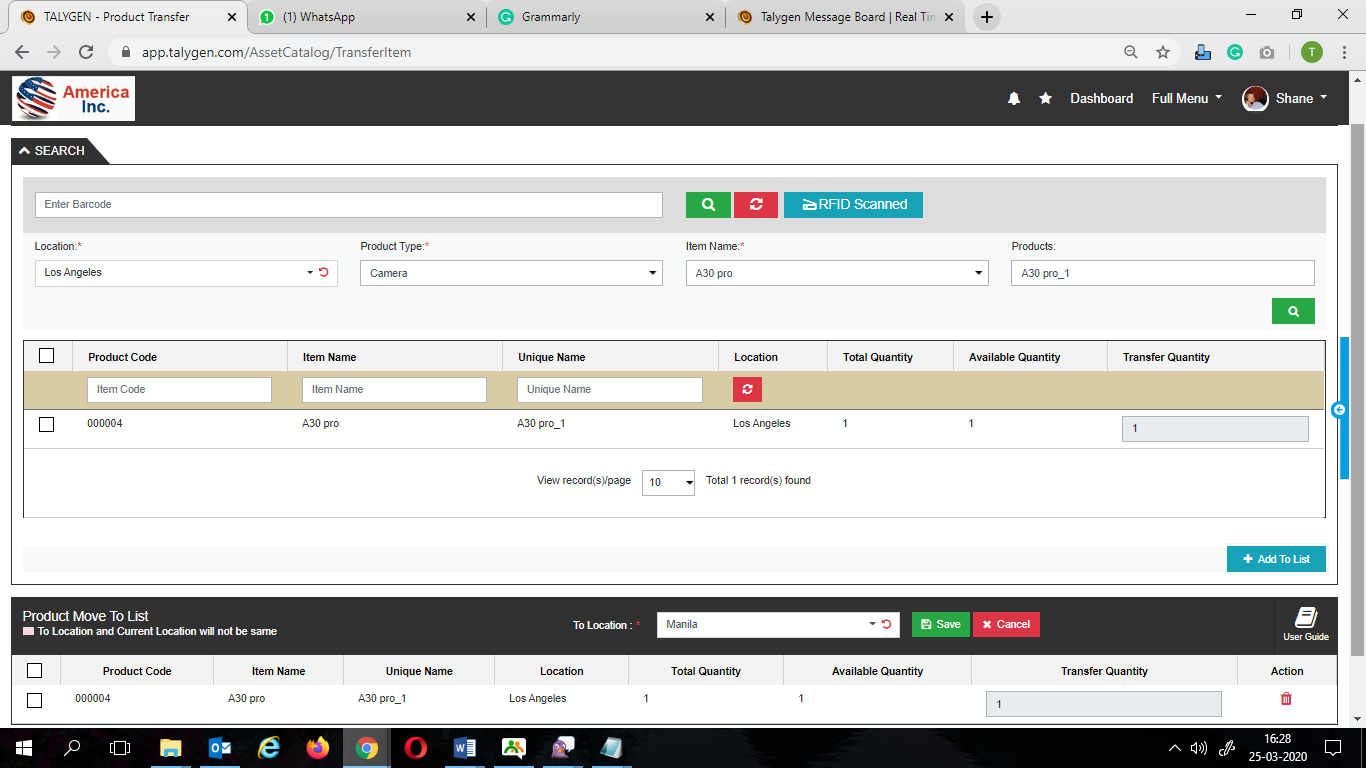 TALYGEN - Product Transfer
(1) WhatsApp
Grammarly
Talygen Message Board | Real Tin
app.talygen.com/AssetCatalog/TransferItem
T
America
Inc.
Dashboard
Full Menu
Shane
SEARCH
Enter Barcode
RFID Scanned
Location:*
Product Type:*
Item Name:*
Products:
Los Angeles
Camera
A30 pro
A30 pro_1
Product Code
Item Name
Unique Name
Location
Total Quantity
Available Quantity
Transfer Quantity
Item Code
Item Name
Unique Name
000004
A30 pro
A30 pro_1
Los Angeles
1
1
1
View record(s)/page
10
Total 1 record(s) found
Add To List
Product Move To List
To Location and Current Location will not be same
To Location : *
Manila
Save
Cancel
User Guide
Product Code
Item Name
Unique Name
Location
Total Quantity
Available Quantity
Transfer Quantity
Action
000004
A30 pro
A30 pro_1
Los Angeles
1
1
1
16:28
25-03-2020